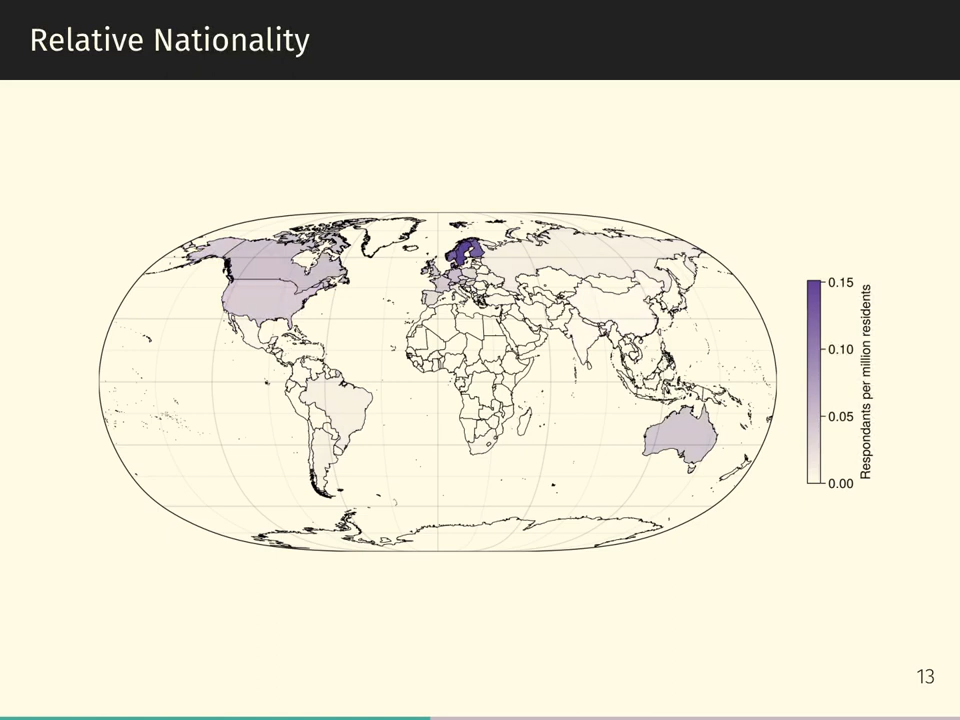 Relative Nationality
0.15
0.10
0.05
0.00
Respondants per million residents
13